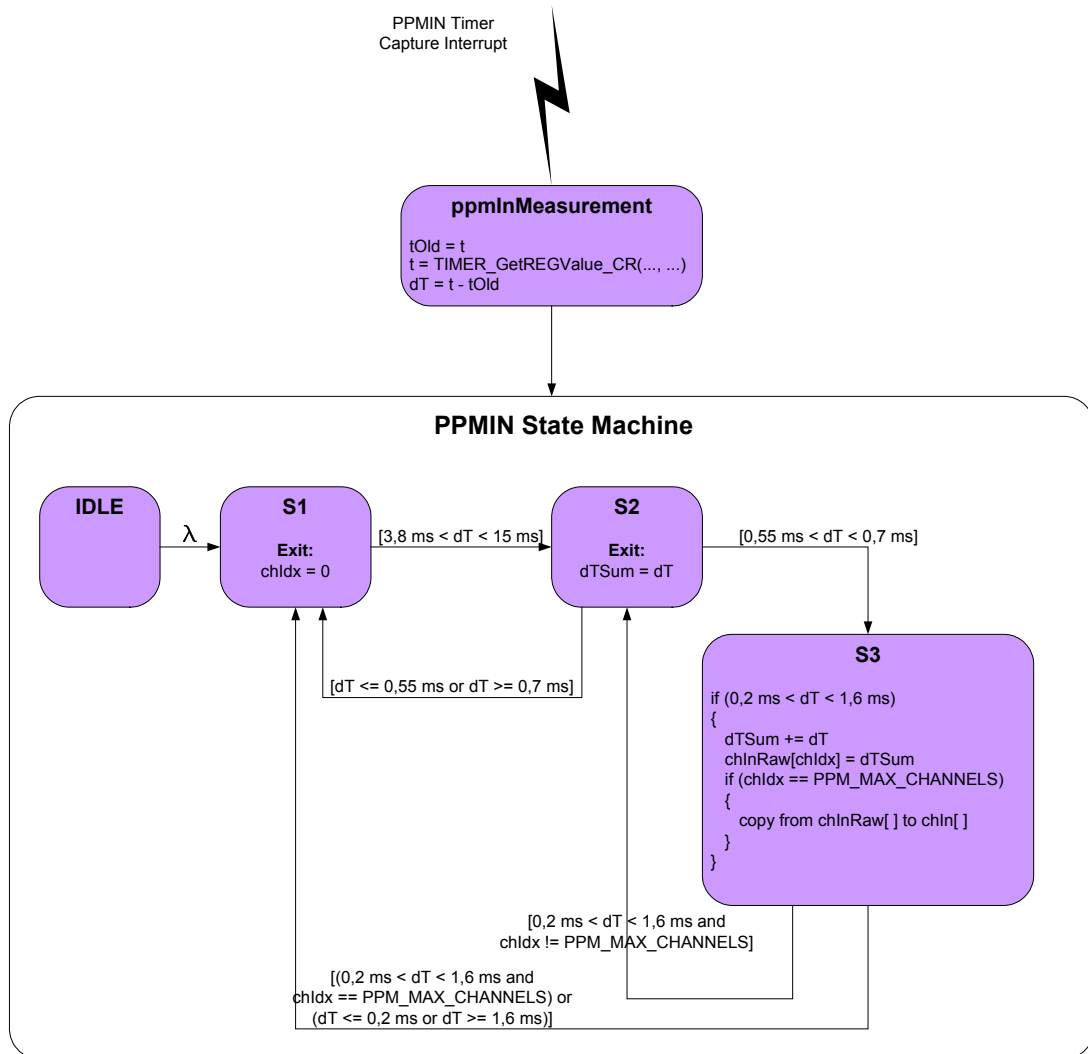 PPMIN Timer
Capture Interrupt
ppmInMeasurement
tOld = t
t = TIMER_GetREGValue_CR(..., ...)
dT = t - tOld
PPMIN State Machine
IDLE
λ
S1
Exit:
chIdx = 0
[3,8 ms < dT < 15 ms]
S2
Exit:
dTSum = dT
[0,55 ms < dT < 0,7 ms]
[dT <= 0,55 ms or dT >= 0,7 ms]
S3
if (0,2 ms < dT < 1,6 ms)
{
dTSum += dT
chInRaw[chIdx] = dTSum
if (chIdx == PPM_MAX_CHANNELS)
{
copy from chInRaw[ ] to chIn[ ]
}
}
[0,2 ms < dT < 1,6 ms and
chIdx != PPM_MAX_CHANNELS]
[(0,2 ms < dT < 1,6 ms and
chIdx == PPM_MAX_CHANNELS) or
(dT <= 0,2 ms or dT >= 1,6 ms)]